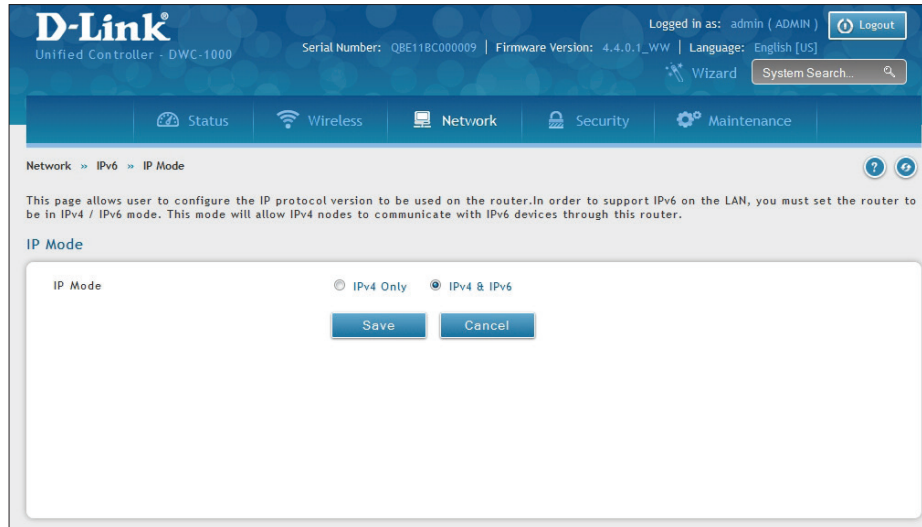 D-Link®
Unified Controller - DWC-1000
Logged in as: admin ( ADMIN )
Logout
Serial Number: QBE11BC000009 | Firmware Version: 4.4.0.1_WW | Language: English [US]
Wizard
System Search...
Status
Wireless
Network
Security
Maintenance
Network » IPv6 » IP Mode
?
This page allows user to configure the IP protocol version to be used on the router.In order to support IPv6 on the LAN, you must set the router to
be in IPv4 / IPv6 mode. This mode will allow IPv4 nodes to communicate with IPv6 devices through this router.
IP Mode
IP Mode
IPv4 Only
IPv4 & IPv6
Save
Cancel